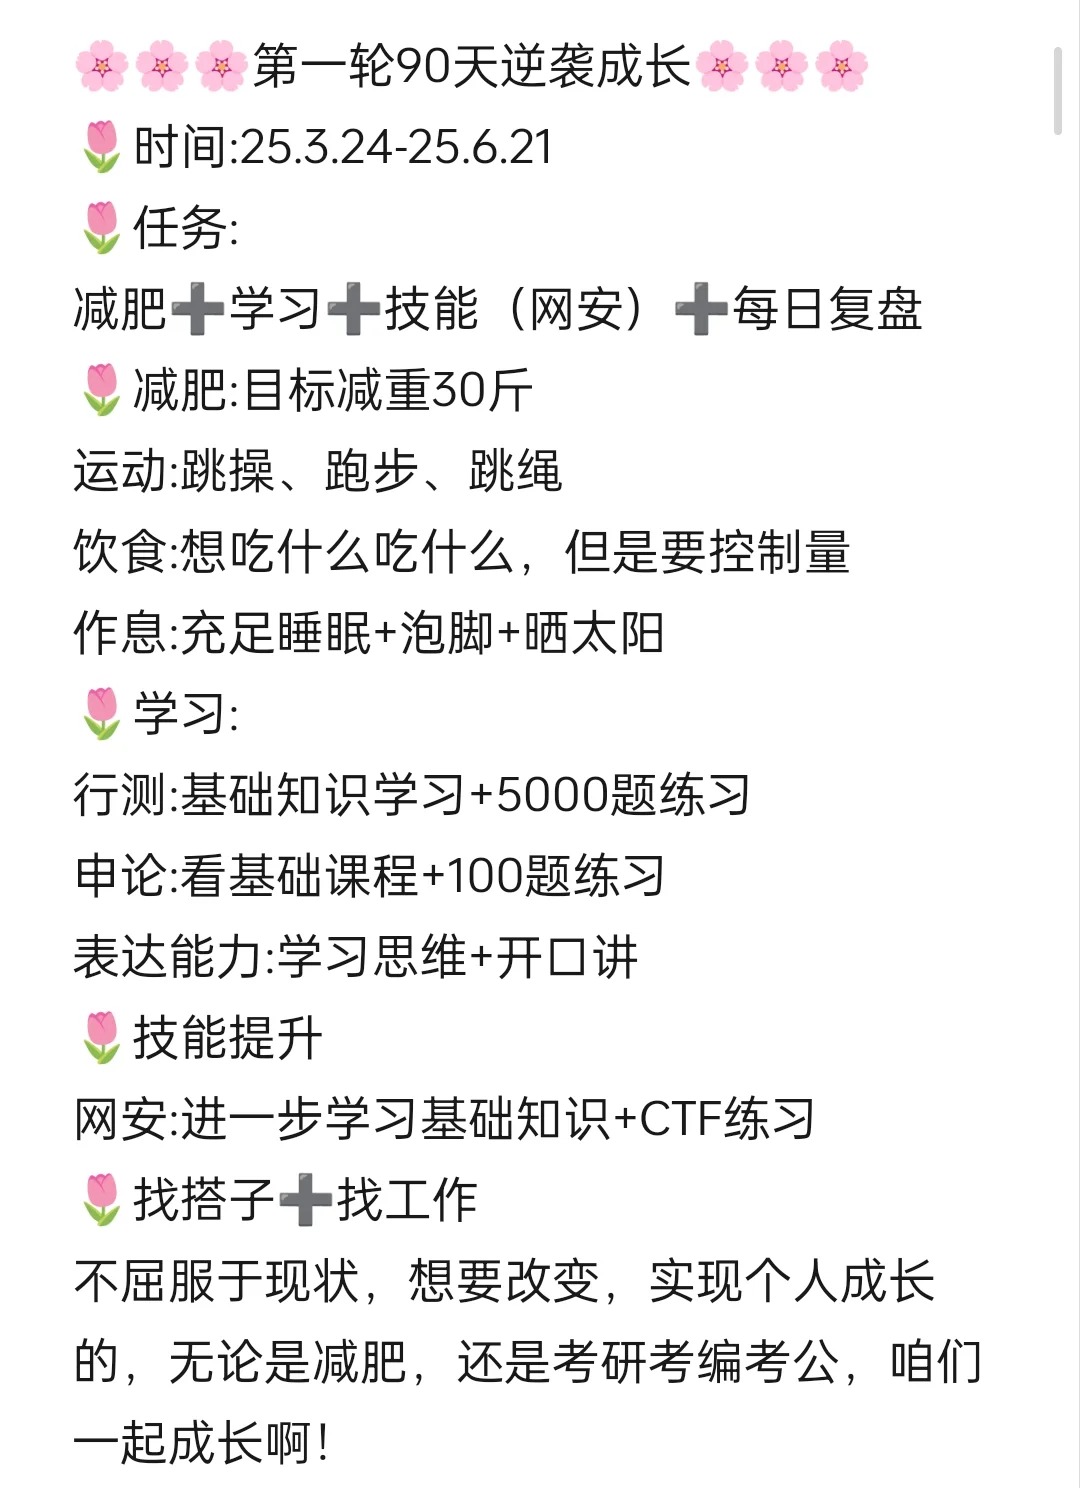 🌸🌸🌸第一轮90天逆袭成长🌸🌸🌸
🌷时间:25.3.24-25.6.21
🌷任务:
减肥➕学习➕技能（网安）➕每日复盘
🌷减肥:目标减重30斤
运动:跳操、跑步、跳绳
饮食:想吃什么吃什么，但是要控制量
作息:充足睡眠+泡脚+晒太阳
🌷学习:
行测:基础知识学习+5000题练习
申论:看基础课程+100题练习
表达能力:学习思维+开口讲
🌷技能提升
网安:进一步学习基础知识+CTF练习
🌷找搭子➕找工作
不屈服于现状，想要改变，实现个人成长
的，无论是减肥，还是考研考编考公，咱们
一起成长啊！